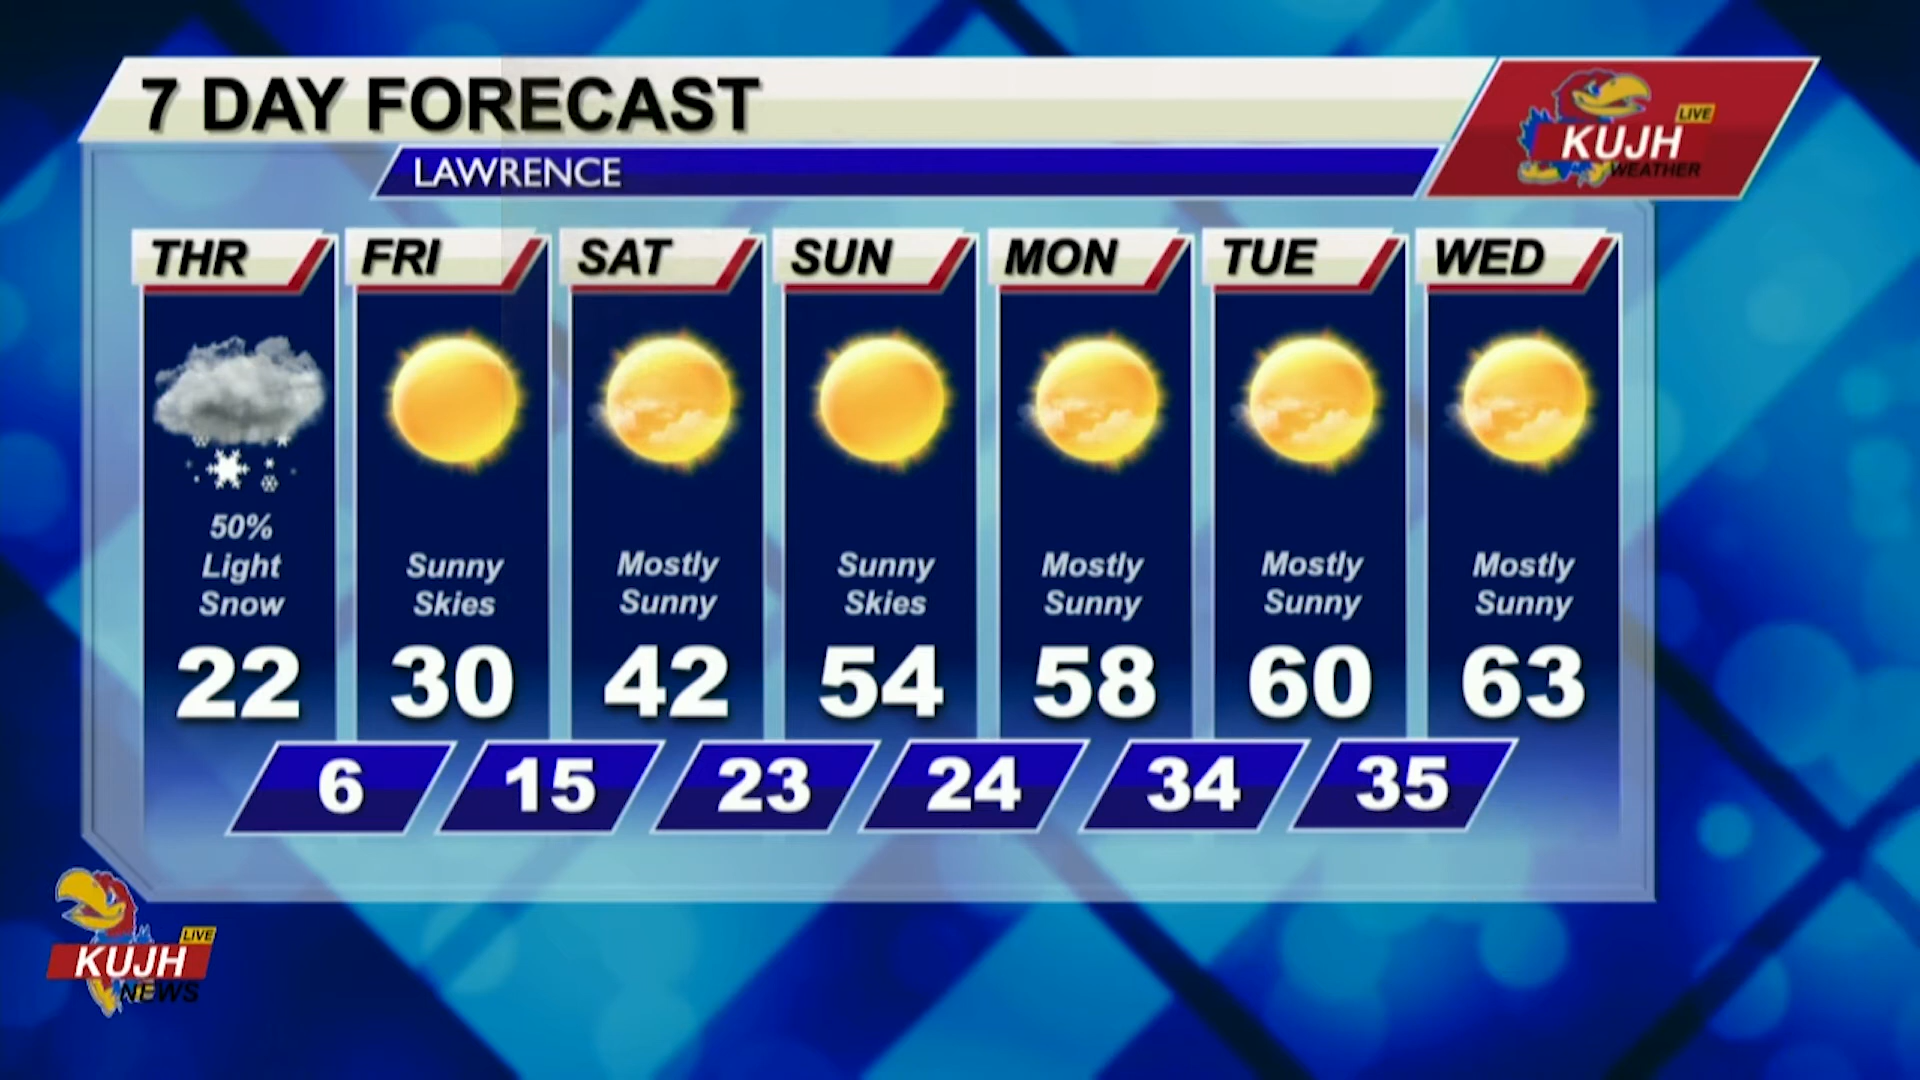 7 DAY FORECAST
LAWRENCE
LIVE
KUJH
WEATHER
THR
FRI
SAT
SUN
MON
TUE
WED
50%
Light
Snow
Sunny
Skies
Mostly
Sunny
Sunny
Skies
Mostly
Sunny
Mostly
Sunny
Mostly
Sunny
22
30
42
54
58
60
63
6
15
23
24
34
35
LIVE
KUJH
NEWS